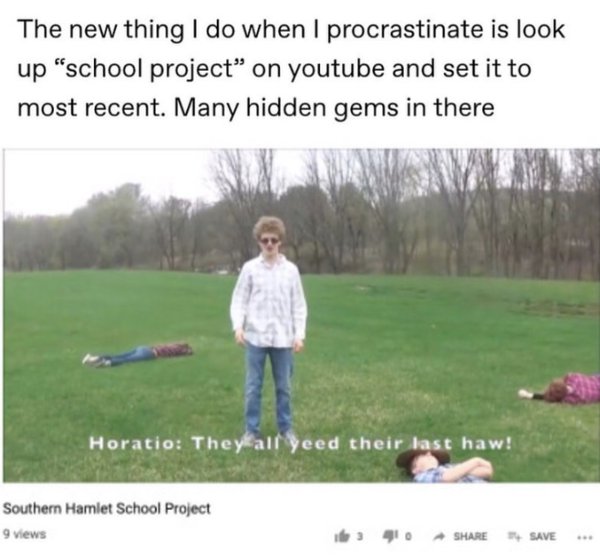 The new thing I do when I procrastinate is look
up “school project” on youtube and set it to
most recent. Many hidden gems in there
Horatio: They all yeed their last haw!
Southern Hamlet School Project
9 views
3
0
SHARE
SAVE